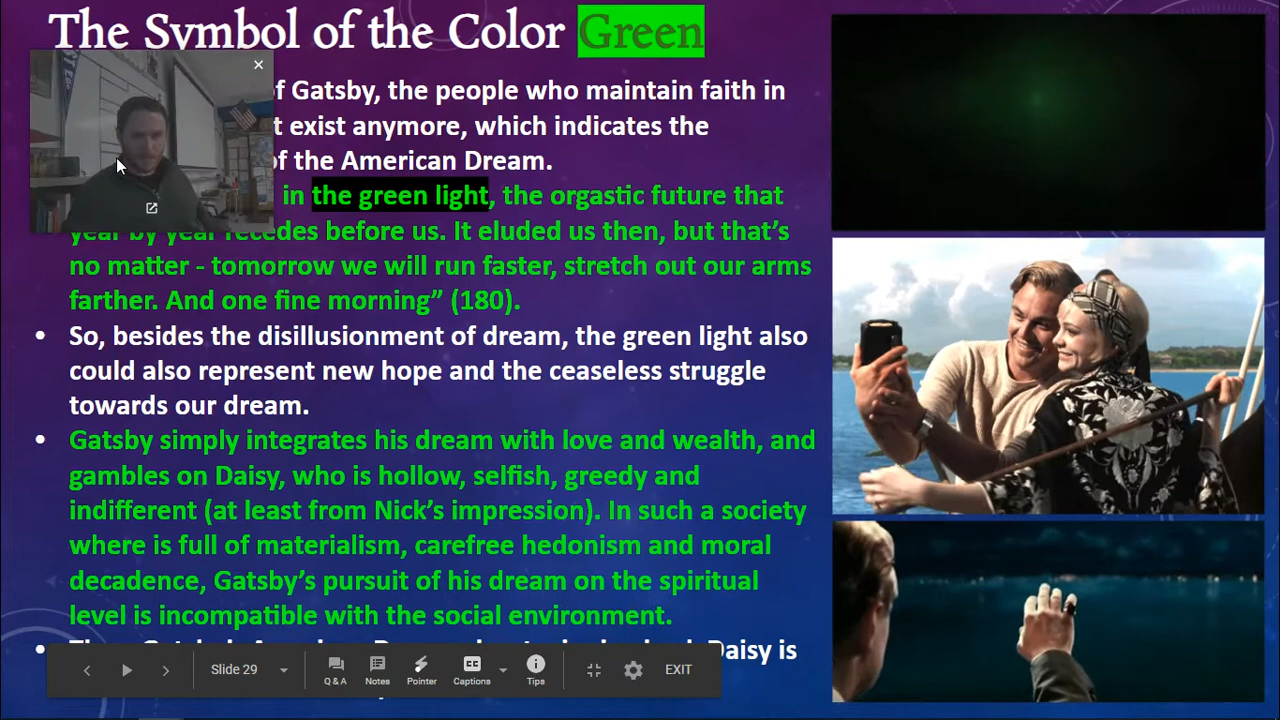 The Symbol of the Color Green
of Gatsby, the people who maintain faith in
t exist anymore, which indicates the
of the American Dream.
in the green light, the orgastic future that
year by year recedes before us. It eluded us then, but that’s
no matter - tomorrow we will run faster, stretch out our arms
farther. And one fine morning” (180).
• So, besides the disillusionment of dream, the green light also
could also represent new hope and the ceaseless struggle
towards our dream.
• Gatsby simply integrates his dream with love and wealth, and
gambles on Daisy, who is hollow, selfish, greedy and
indifferent (at least from Nick’s impression). In such a society
where is full of materialism, carefree hedonism and moral
decadence, Gatsby’s pursuit of his dream on the spiritual
level is incompatible with the social environment.
• Daisy is
Slide 29
Q & A
Notes
Pointer
CC
Captions
Tips
EXIT